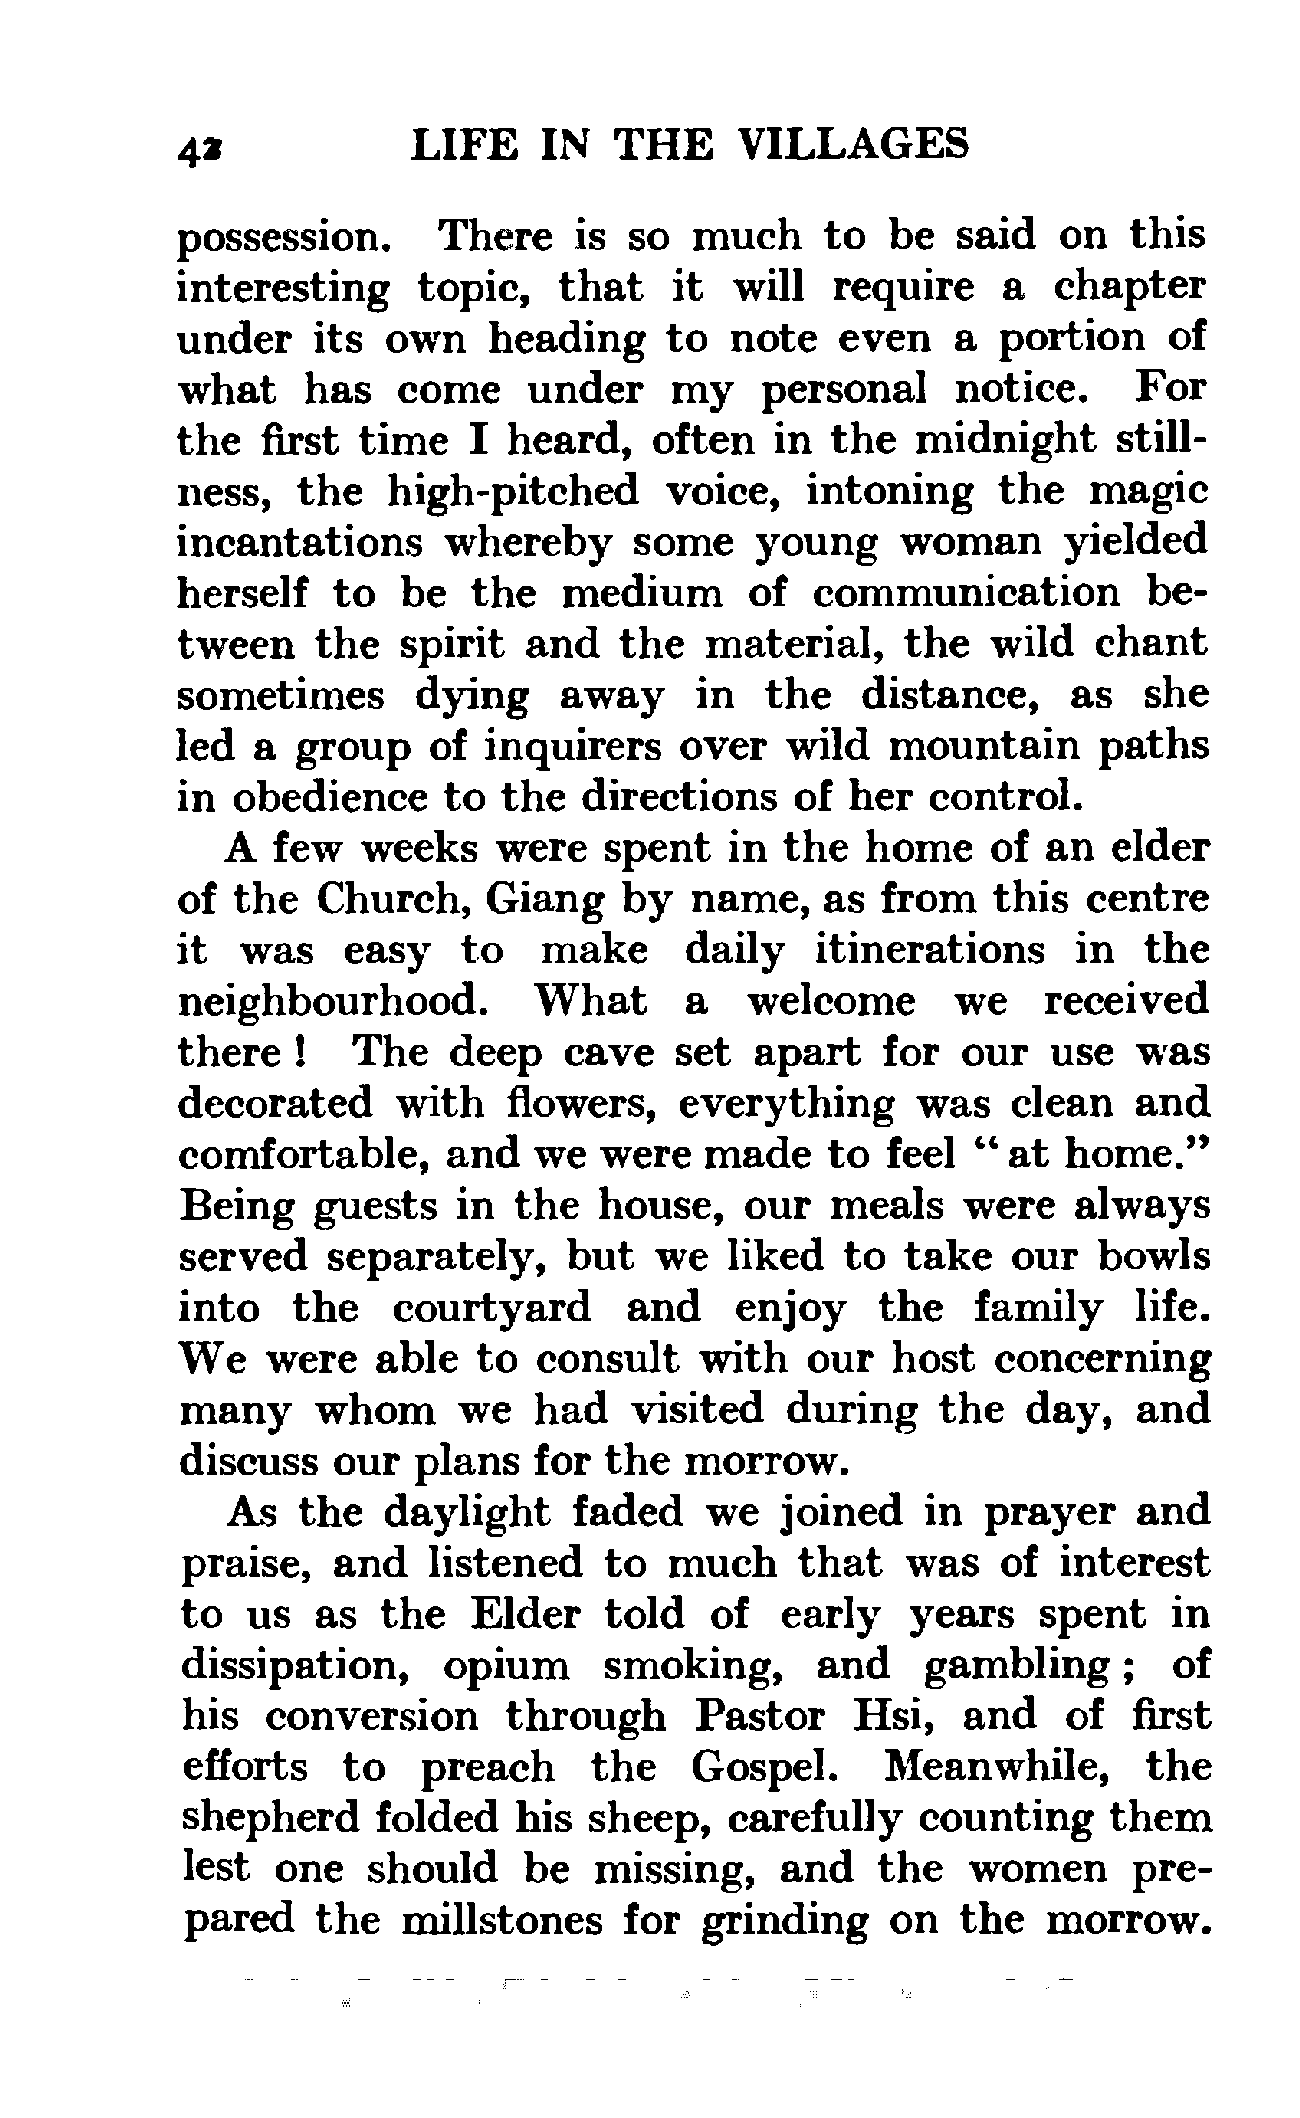 42 LIFE IN THE VILLAGES
possession. There is so much to be said on this
interesting topic, that it will require a chapter
under its own heading to note even a portion of
what has come under my personal notice. For
the first time I heard, often in the midnight still-
ness, the high-pitched voice, intoning the magic
incantations whereby some young woman yielded
herself to be the medium of communication be-
tween the spirit and the material, the wild chant
sometimes dying away in the distance, as she
led a group of inquirers over wild mountain paths
in obedience to the directions of her control.
A few weeks were spent in the home of an elder
of the Church, Giang by name, as from this centre
it was easy to make daily itinerations in the
neighbourhood. What a welcome we received
there ! The deep cave set apart for our use was
decorated with flowers, everything was clean and
comfortable, and we were made to feel “ at home.”
Being guests in the house, our meals were always
served separately, but we liked to take our bowls
into the courtyard and enjoy the family life.
We were able to consult with our host concerning
many whom we had visited during the day, and
discuss our plans for the morrow.
As the daylight faded we joined in prayer and
praise, and listened to much that was of interest
to us as the Elder told of early years spent in
dissipation, opium smoking, and gambling ; of
his conversion through Pastor Hsi, and of first
efforts to preach the Gospel. Meanwhile, the
shepherd folded his sheep, carefully counting them
lest one should be missing, and the women pre-
pared the millstones for grinding on the morrow.